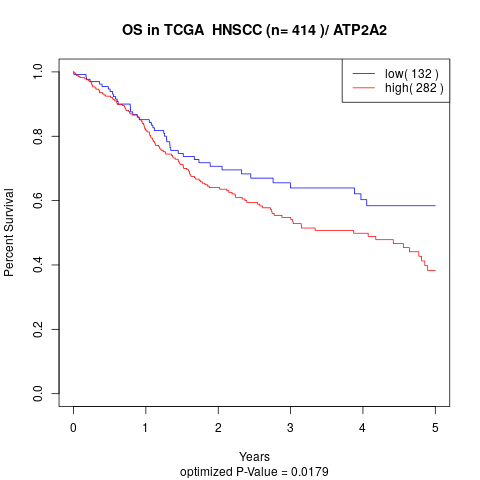 OS in TCGA  HNSCC (n= 414 )/ ATP2A2
low( 132 )
high( 282 )
Percent Survival
1.0
0.8
0.6
0.4
0.2
0.0
0 1 2 3 4 5
Years
optimized P-Value = 0.0179